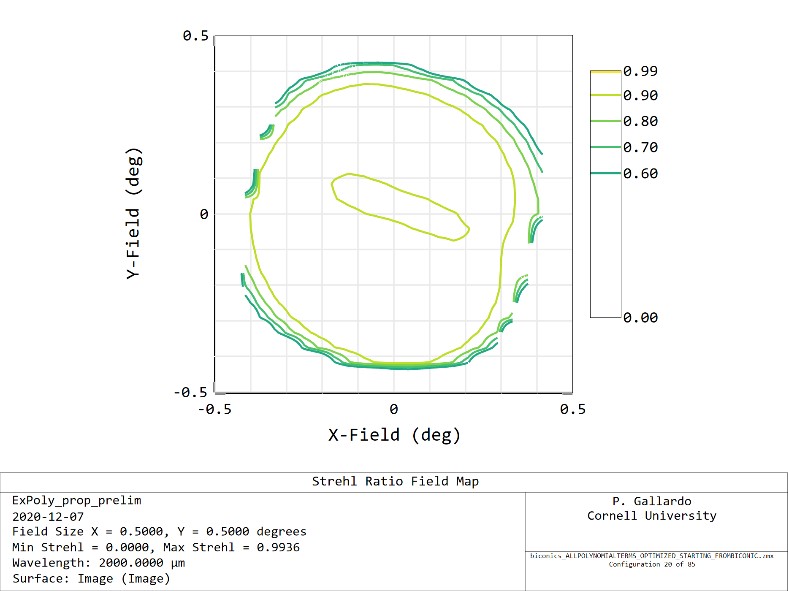 0.5
0
-0.5
Y-Field (deg)
-0.5
0
0.5
X-Field (deg)
0.99
0.90
0.80
0.70
0.60
0.00
Strehl Ratio Field Map
ExPoly_prop_prelim
2020-12-07
Field Size X = 0.5000, Y = 0.5000 degrees
Min Strehl = 0.0000, Max Strehl = 0.9936
Wavelength: 2000.0000 µm
Surface: Image (Image)
P. Gallardo
Cornell University
biconics_ALLPOLYNOMIALTERMS_OPTIMIZED_STARTING_FROMBICONIC.zmx
Configuration 20 of 85